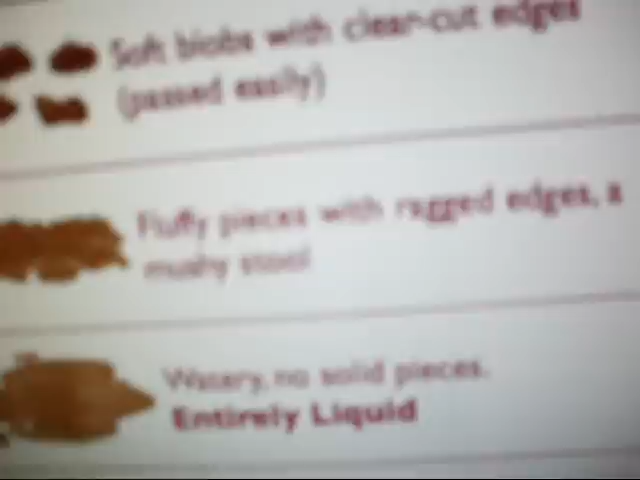 Soft blobs with clear-cut edges
(passed easily)
Fluffy pieces with ragged edges, a
mushy stool
Watery, no solid pieces.
Entirely Liquid